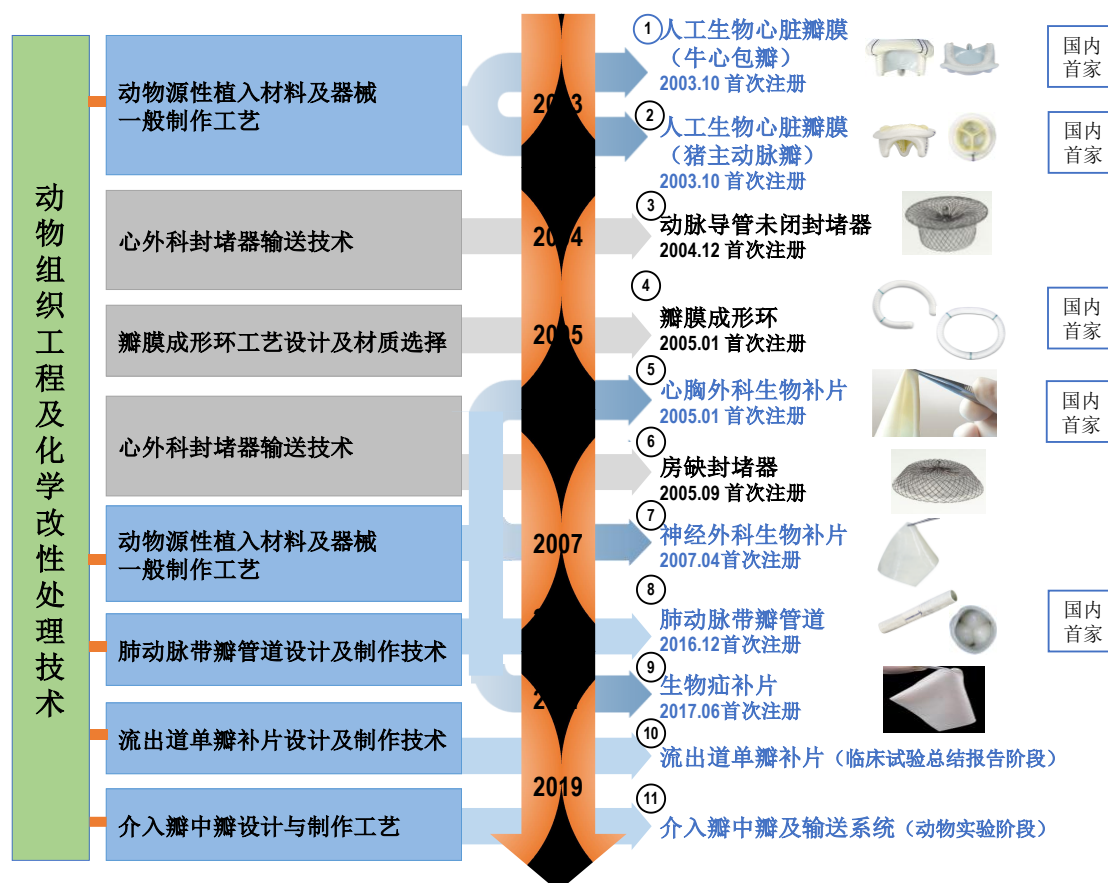 动物组织工程及化学改性处理技术
动物源性植入材料及器械
一般制作工艺
心外科封堵器输送技术
瓣膜成形环工艺设计及材质选择
心外科封堵器输送技术
动物源性植入材料及器械
一般制作工艺
肺动脉带瓣管道设计及制作技术
流出道单瓣补片设计及制作技术
介入瓣中瓣设计与制作工艺
2003
2004
2005
2007
2019
1
人工生物心脏瓣膜
（牛心包瓣）
2003.10 首次注册
国内
首家
2
人工生物心脏瓣膜
（猪主动脉瓣）
2003.10 首次注册
国内
首家
3
动脉导管未闭封堵器
2004.12 首次注册
4
瓣膜成形环
2005.01 首次注册
国内
首家
5
心胸外科生物补片
2005.01 首次注册
国内
首家
6
房缺封堵器
2005.09 首次注册
7
神经外科生物补片
2007.04首次注册
8
肺动脉带瓣管道
2016.12首次注册
国内
首家
9
生物疝补片
2017.06首次注册
10
流出道单瓣补片（临床试验总结报告阶段）
11
介入瓣中瓣及输送系统（动物实验阶段）